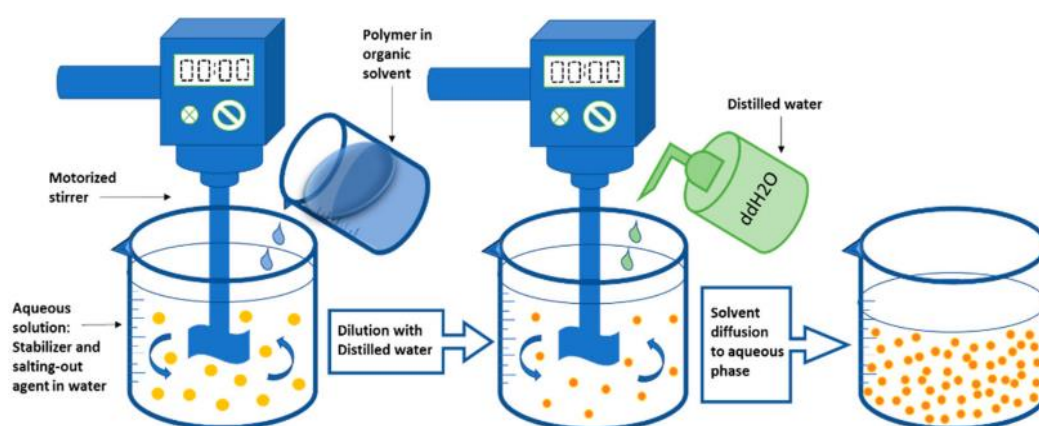 00:00
Polymer in
organic
solvent
00:00
Distilled water
ddH2O
Motorized
stirrer
Aqueous
solution:
Stabilizer and
salting-out
agent in water
Dilution with
Distilled water
Solvent
diffusion
to aqueous
phase